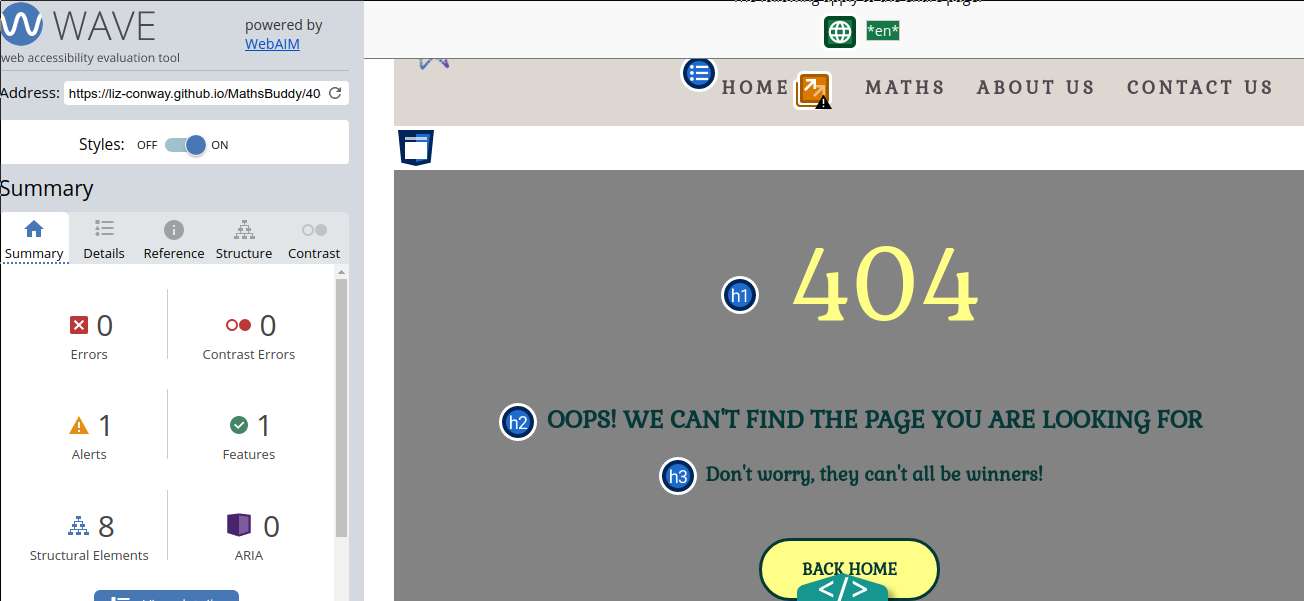 WAVE
powered by
WebAIM
web accessibility evaluation tool
Address: https://liz-conway.github.io/MathsBuddy/40
Styles: OFF ON
Summary
Summary Details Reference Structure Contrast
0 0
Errors Contrast Errors
1 1
Alerts Features
8 0
Structural Elements ARIA
*en*
HOME MATHS ABOUT US CONTACT US
h1 404
h2 OOPS! WE CAN'T FIND THE PAGE YOU ARE LOOKING FOR
h3 Don't worry, they can't all be winners!
BACK HOME
</>